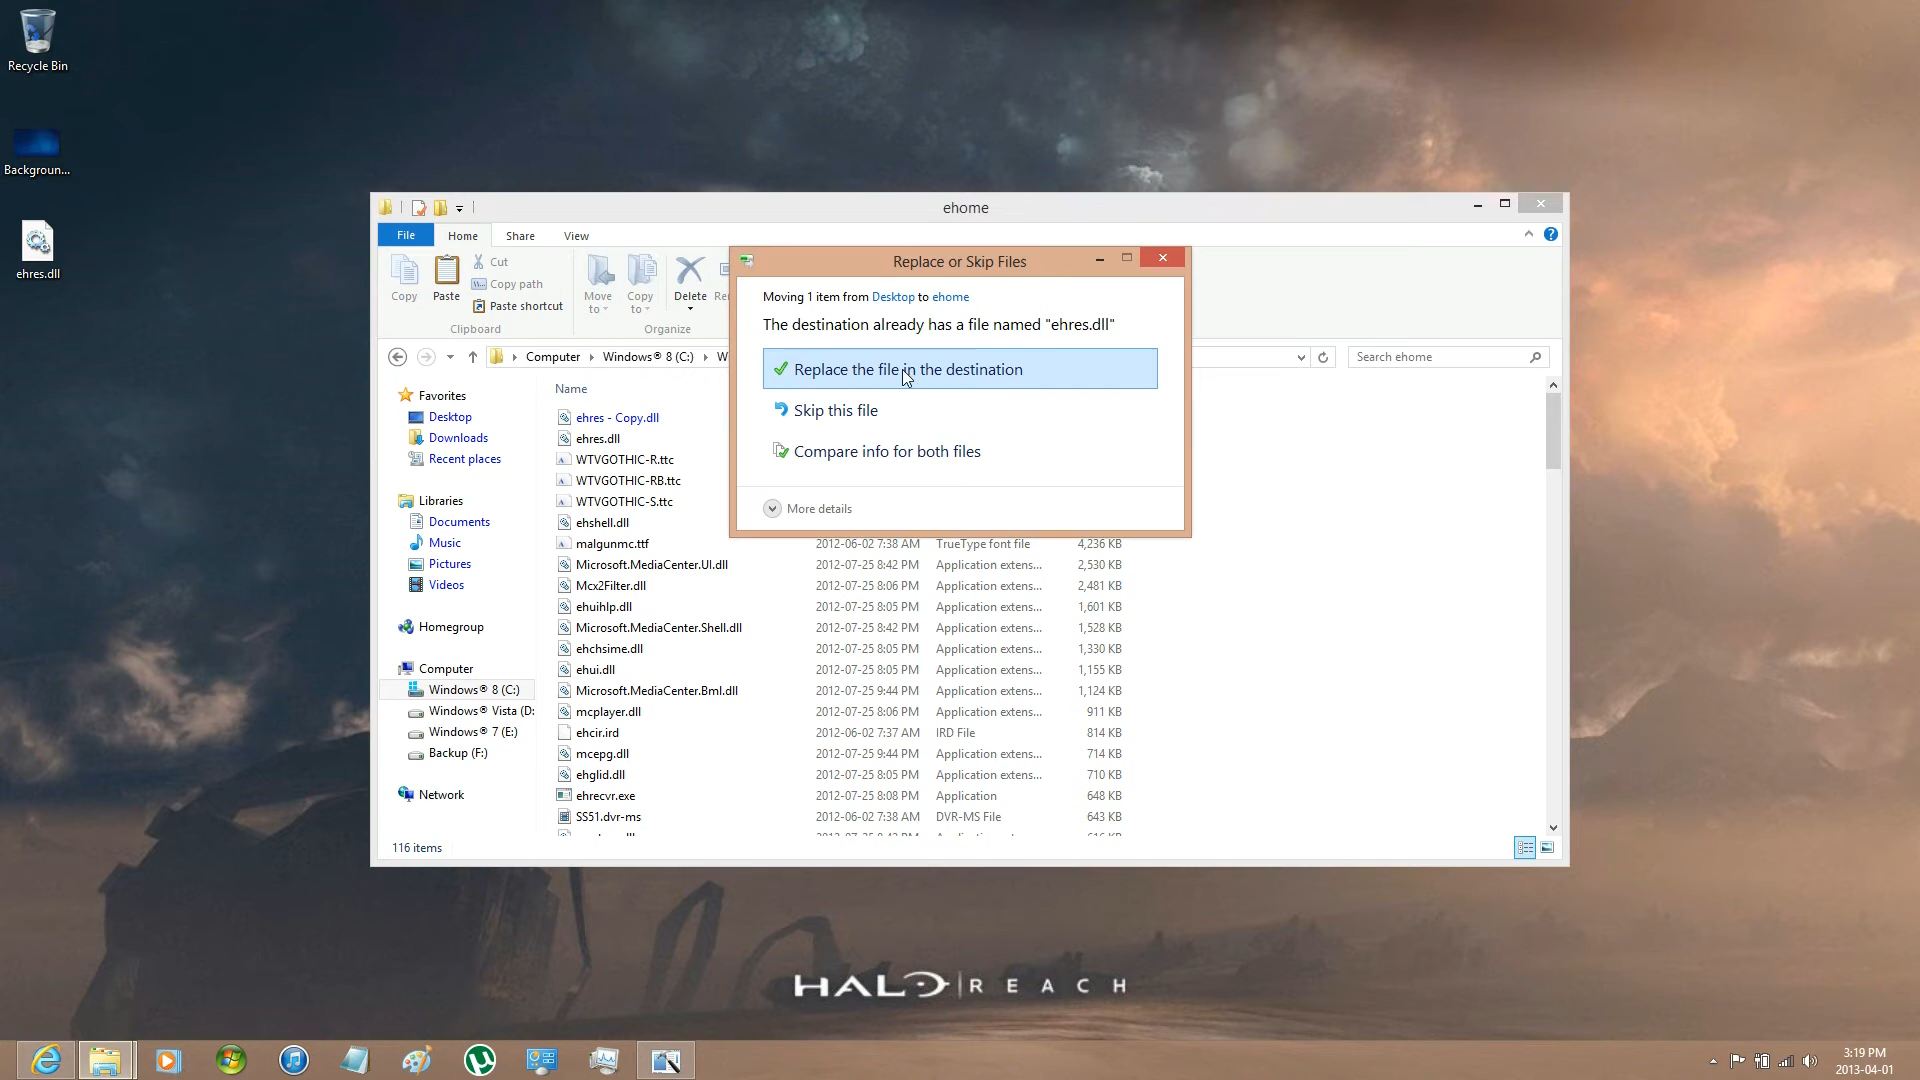 Recycle Bin
Backgroun...
ehres.dll
ehome
File
Home
Share
View
Copy
Paste
Cut
Copy path
Paste shortcut
Clipboard
Move to
Copy to
Delete
Organize
Computer
Windows® 8 (C:)
Search ehome
Favorites
Desktop
Downloads
Recent places
Libraries
Documents
Music
Pictures
Videos
Homegroup
Computer
Windows® 8 (C:)
Windows® Vista (D:
Windows® 7 (E:)
Backup (F:)
Network
Name
ehres - Copy.dll
ehres.dll
WTVGOTHIC-R.ttc
WTVGOTHIC-RB.ttc
WTVGOTHIC-S.ttc
ehshell.dll
malgunmc.ttf 2012-06-02 7:38 AM TrueType font file 4,236 KB
Microsoft.MediaCenter.UI.dll 2012-07-25 8:42 PM Application extens... 2,530 KB
Mcx2Filter.dll 2012-07-25 8:06 PM Application extens... 2,481 KB
ehuihlp.dll 2012-07-25 8:05 PM Application extens... 1,601 KB
Microsoft.MediaCenter.Shell.dll 2012-07-25 8:42 PM Application extens... 1,528 KB
ehchsime.dll 2012-07-25 8:05 PM Application extens... 1,330 KB
ehui.dll 2012-07-25 8:05 PM Application extens... 1,155 KB
Microsoft.MediaCenter.Bml.dll 2012-07-25 9:44 PM Application extens... 1,124 KB
mcplayer.dll 2012-07-25 8:06 PM Application extens... 911 KB
ehcir.ird 2012-06-02 7:37 AM IRD File 814 KB
mcepg.dll 2012-07-25 9:44 PM Application extens... 714 KB
ehglid.dll 2012-07-25 8:05 PM Application extens... 710 KB
ehrecvr.exe 2012-07-25 8:08 PM Application 648 KB
SS51.dvr-ms 2012-06-02 7:38 AM DVR-MS File 643 KB
116 items
Replace or Skip Files
Moving 1 item from Desktop to ehome
The destination already has a file named "ehres.dll"
Replace the file in the destination
Skip this file
Compare info for both files
More details
HALO | REACH
3:19 PM
2013-04-01